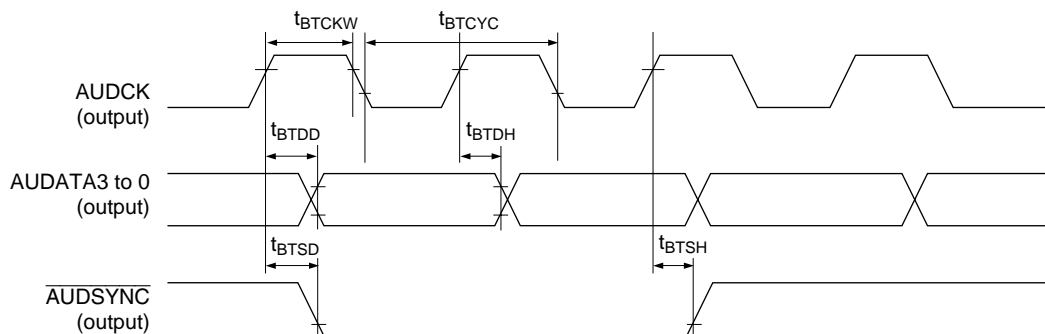 tBTCKW
tBTCYC
AUDCK
(output)
tBTDD
tBTDH
AUDATA3 to 0
(output)
tBTSD
tBTSH
AUDSYNC
(output)